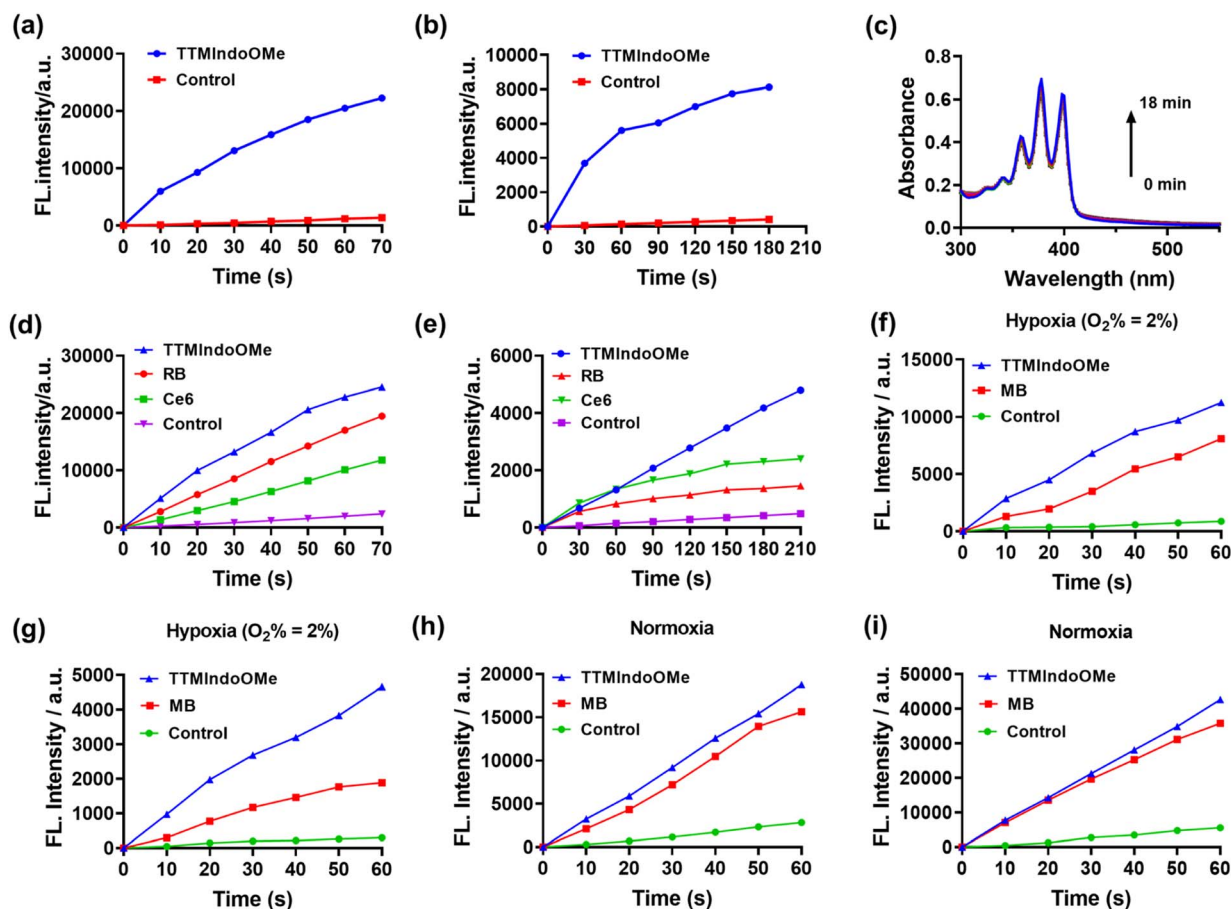 (a)
FL.intensity/a.u.
30000
20000
10000
0
TTMIndoOMe
Control
0 10 20 30 40 50 60 70
Time (s)
(b)
FL.intensity/a.u.
10000
8000
6000
4000
2000
0
TTMIndoOMe
Control
0 30 60 90 120 150 180 210
Time (s)
(c)
Absorbance
0.8
0.6
0.4
0.2
0.0
18 min
0 min
300 400 500
Wavelength (nm)
(d)
FL.intensity/a.u.
30000
20000
10000
0
TTMIndoOMe
RB
Ce6
Control
0 10 20 30 40 50 60 70
Time (s)
(e)
FL.intensity/a.u.
6000
4000
2000
0
TTMIndoOMe
RB
Ce6
Control
0 30 60 90 120 150 180 210
Time (s)
(f)
Hypoxia (O₂% = 2%)
FL. Intensity / a.u.
15000
10000
5000
0
TTMIndoOMe
MB
Control
0 10 20 30 40 50 60
Time (s)
(g)
Hypoxia (O₂% = 2%)
FL. Intensity / a.u.
5000
4000
3000
2000
1000
0
TTMIndoOMe
MB
Control
0 10 20 30 40 50 60
Time (s)
(h)
Normoxia
FL. Intensity / a.u.
20000
15000
10000
5000
0
TTMIndoOMe
MB
Control
0 10 20 30 40 50 60
Time (s)
(i)
Normoxia
FL. Intensity / a.u.
50000
40000
30000
20000
10000
0
TTMIndoOMe
MB
Control
0 10 20 30 40 50 60
Time (s)